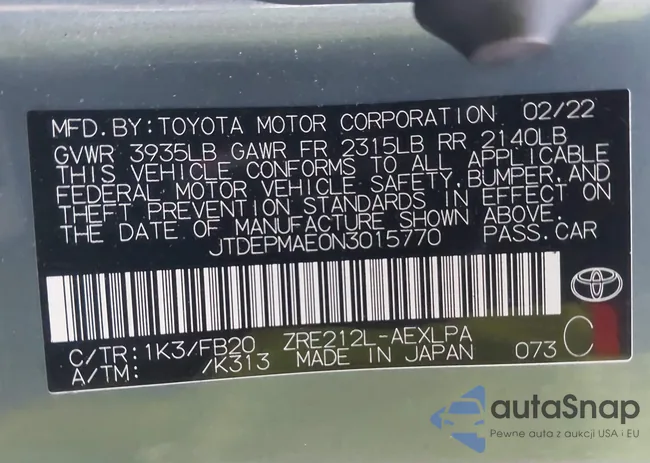 MFD. BY: TOYOTA MOTOR CORPORATION 02/22
GVWR 3935LB GAWR FR 2315LB RR 2140LB
THIS VEHICLE CONFORMS TO ALL APPLICABLE
FEDERAL MOTOR VEHICLE SAFETY, BUMPER, AND
THEFT PREVENTION STANDARDS IN EFFECT ON
THE DATE OF MANUFACTURE SHOWN ABOVE.
JTDEPMAE0N3015770 PASS. CAR
C/TR: 1K3/FB20 ZRE212L-AEXLPA
A/TM: /K313 MADE IN JAPAN 073 C
autaSnap
Pewne auta z aukcji USA i EU